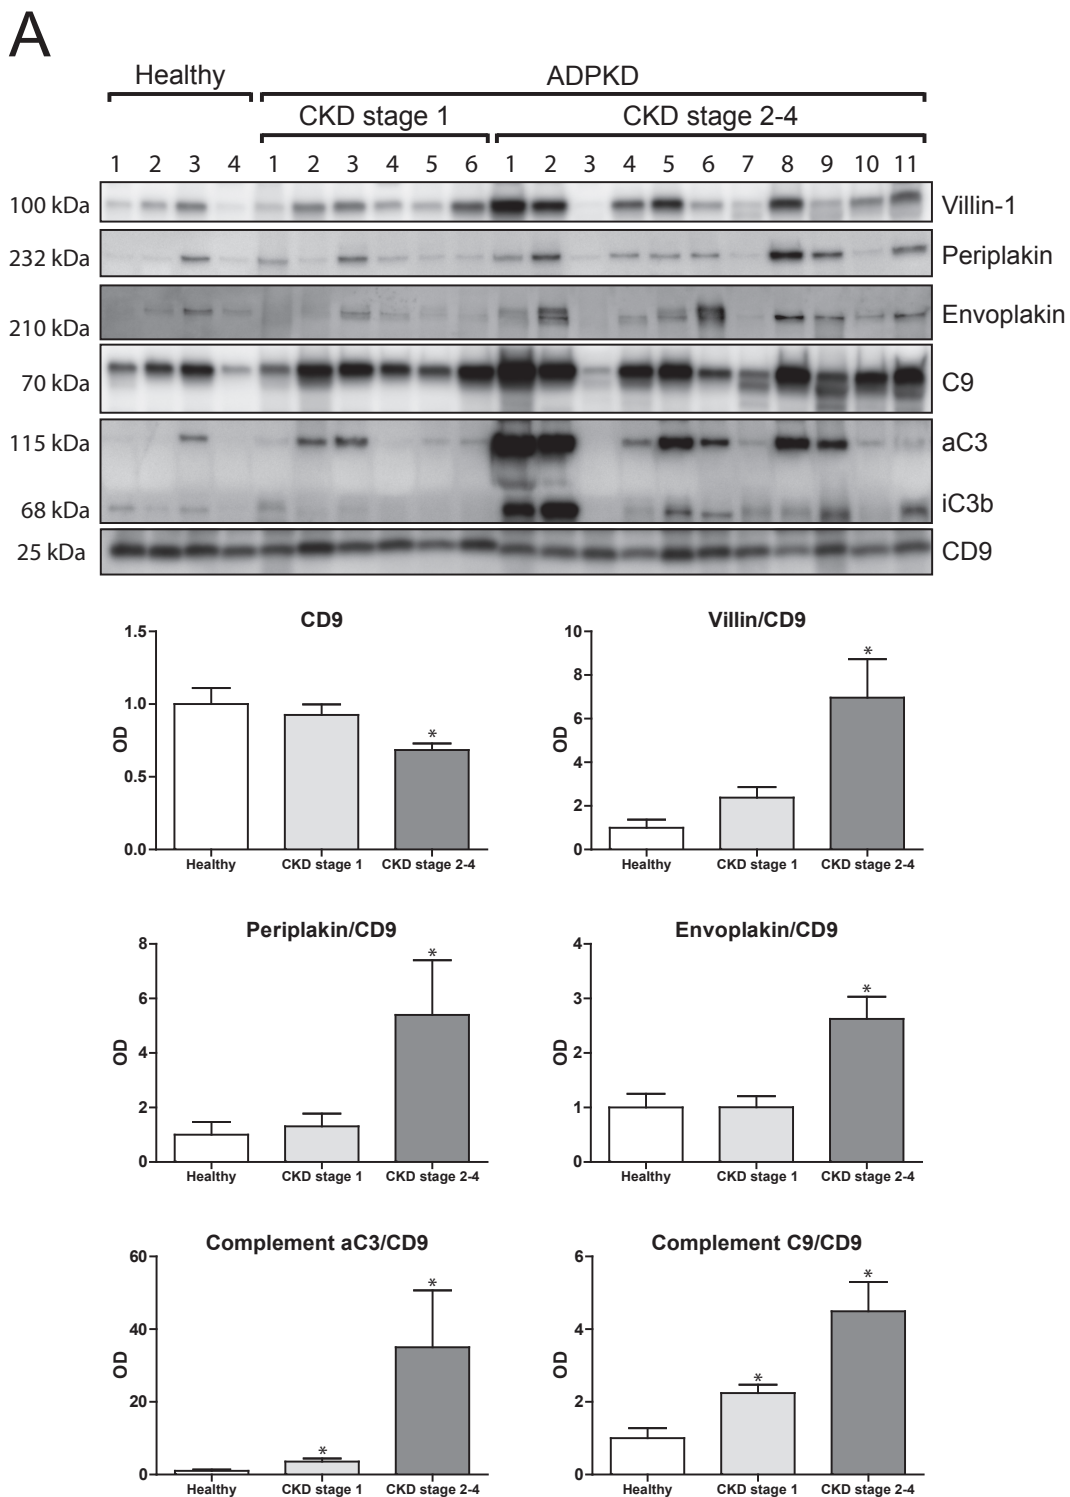 A
Healthy ADPKD
CKD stage 1 CKD stage 2-4
1 2 3 4 1 2 3 4 5 6 1 2 3 4 5 6 7 8 9 10 11
100 kDa Villin-1
232 kDa Periplakin
210 kDa Envoplakin
70 kDa C9
115 kDa aC3
68 kDa iC3b
25 kDa CD9
CD9
1.5
1.0
0.5
0.0
OD
Healthy CKD stage 1 CKD stage 2-4
*
Villin/CD9
10
8
6
4
2
0
OD
Healthy CKD stage 1 CKD stage 2-4
*
Periplakin/CD9
8
6
4
2
0
OD
Healthy CKD stage 1 CKD stage 2-4
*
Envoplakin/CD9
4
3
2
1
0
OD
Healthy CKD stage 1 CKD stage 2-4
*
Complement aC3/CD9
60
40
20
0
OD
Healthy CKD stage 1 CKD stage 2-4
* *
Complement C9/CD9
6
4
2
0
OD
Healthy CKD stage 1 CKD stage 2-4
* *